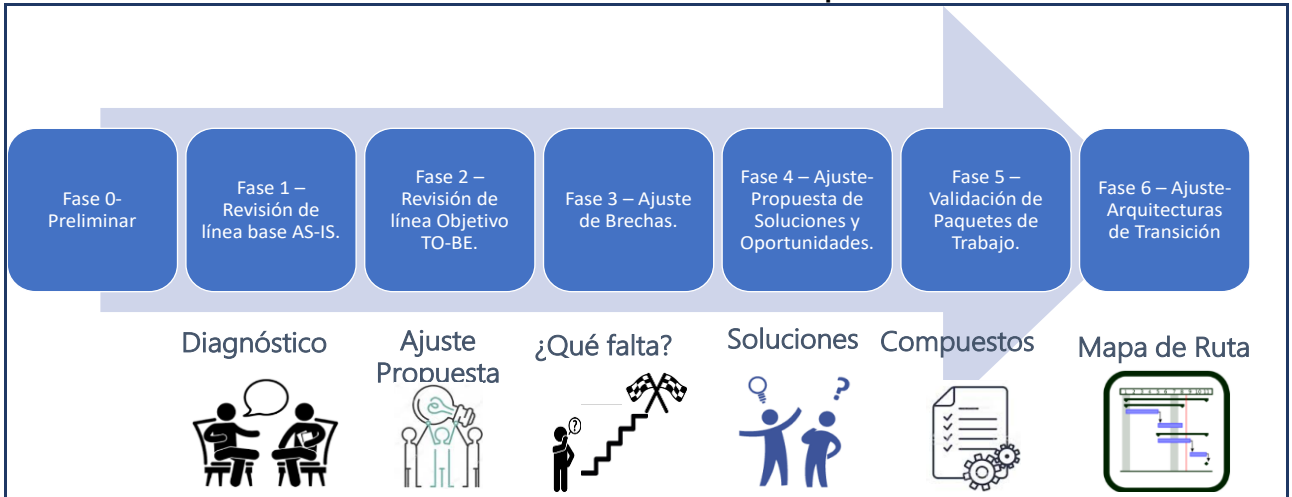 Fase 0-
Preliminar
Fase 1 –
Revisión de
línea base AS-IS.
Fase 2 –
Revisión de
línea Objetivo
TO-BE.
Fase 3 – Ajuste
de Brechas.
Fase 4 – Ajuste-
Propuesta de
Soluciones y
Oportunidades.
Fase 5 –
Validación de
Paquetes de
Trabajo.
Fase 6 – Ajuste-
Arquitecturas
de Transición
Diagnóstico
Ajuste
Propuesta
¿Qué falta?
Soluciones
Compuestos
Mapa de Ruta
?
?